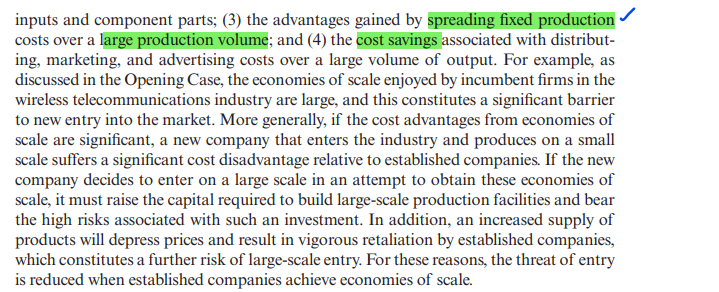 inputs and component parts; (3) the advantages gained by spreading fixed production
costs over a large production volume; and (4) the cost savings associated with distribut-
ing, marketing, and advertising costs over a large volume of output. For example, as
discussed in the Opening Case, the economies of scale enjoyed by incumbent firms in the
wireless telecommunications industry are large, and this constitutes a significant barrier
to new entry into the market. More generally, if the cost advantages from economies of
scale are significant, a new company that enters the industry and produces on a small
scale suffers a significant cost disadvantage relative to established companies. If the new
company decides to enter on a large scale in an attempt to obtain these economies of
scale, it must raise the capital required to build large-scale production facilities and bear
the high risks associated with such an investment. In addition, an increased supply of
products will depress prices and result in vigorous retaliation by established companies,
which constitutes a further risk of large-scale entry. For these reasons, the threat of entry
is reduced when established companies achieve economies of scale.